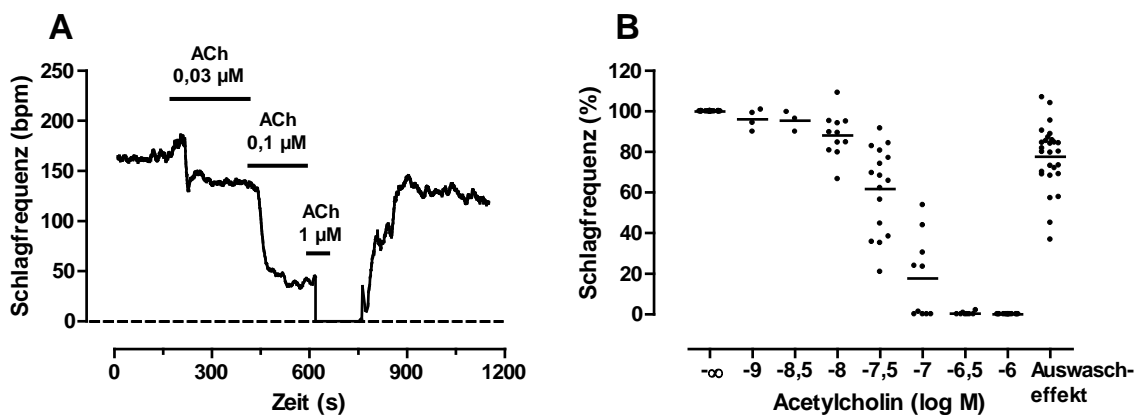 A
ACh
0,03 µM
ACh
0,1 µM
ACh
1 µM
Schlagfrequenz (bpm)
250
200
150
100
50
0
0 300 600 900 1200
Zeit (s)
B
Schlagfrequenz (%)
120
100
80
60
40
20
0
-∞ -9 -8,5 -8 -7,5 -7 -6,5 -6 Auswasch-
effekt
Acetylcholin (log M)